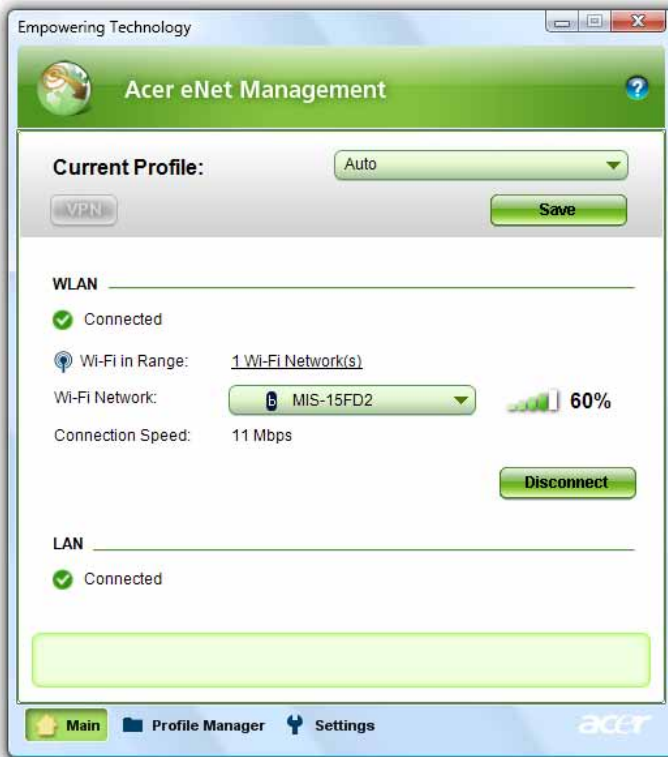 Empowering Technology
Acer eNet Management
?
Current Profile: Auto
VPN Save
WLAN
Connected
Wi-Fi in Range: 1 Wi-Fi Network(s)
Wi-Fi Network: b MIS-15FD2 60%
Connection Speed: 11 Mbps
Disconnect
LAN
Connected
Main Profile Manager Settings acer